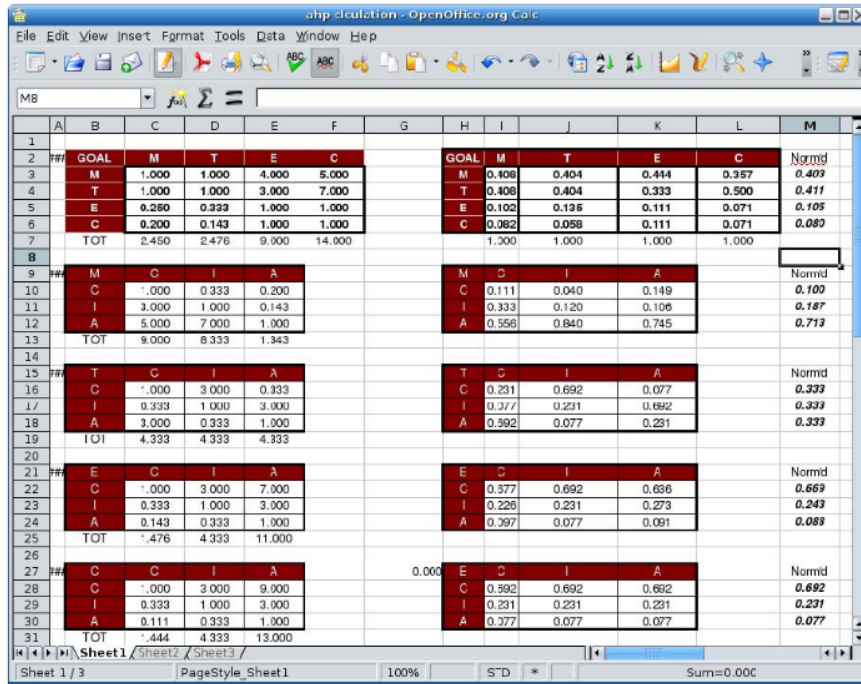 ahp clculation - OpenOffice.org Calc
File Edit View Insert Format Tools Data Window Help
M8
A B C D E F G H I J K L M
1
2 ### GOAL M T E C GOAL M T E C Norm'd
3 M 1.000 1.000 4.000 5.000 M 0.408 0.404 0.444 0.357 0.403
4 T 1.000 1.000 3.000 7.000 T 0.408 0.404 0.333 0.500 0.411
5 E 0.250 0.333 1.000 1.000 E 0.102 0.135 0.111 0.071 0.105
6 C 0.200 0.143 1.000 1.000 C 0.082 0.058 0.111 0.071 0.080
7 TOT 2.450 2.476 9.000 14.000 1.000 1.000 1.000 1.000
8
9 ### M C I A M C I A Norm'd
10 C 1.000 0.333 0.200 C 0.111 0.040 0.149 0.100
11 I 3.000 1.000 0.143 I 0.333 0.120 0.106 0.187
12 A 5.000 7.000 1.000 A 0.556 0.840 0.745 0.713
13 TOT 9.000 8.333 1.343
14
15 ### T C I A T C I A Norm'd
16 C 1.000 3.000 0.333 C 0.231 0.692 0.077 0.333
17 I 0.333 1.000 3.000 I 0.077 0.231 0.692 0.333
18 A 3.000 0.333 1.000 A 0.692 0.077 0.231 0.333
19 TOT 4.333 4.333 4.333
20
21 ### E C I A E C I A Norm'd
22 C 1.000 3.000 7.000 C 0.677 0.692 0.636 0.669
23 I 0.333 1.000 3.000 I 0.226 0.231 0.273 0.243
24 A 0.143 0.333 1.000 A 0.097 0.077 0.091 0.088
25 TOT 1.476 4.333 11.000
26
27 ### C C I A 0.000 E C I A Norm'd
28 C 1.000 3.000 9.000 C 0.692 0.692 0.692 0.692
29 I 0.333 1.000 3.000 I 0.231 0.231 0.231 0.231
30 A 0.111 0.333 1.000 A 0.077 0.077 0.077 0.077
31 TOT 1.444 4.333 13.000
Sheet1 Sheet2 Sheet3
Sheet 1 / 3 PageStyle_Sheet1 100% STD * Sum=0.00